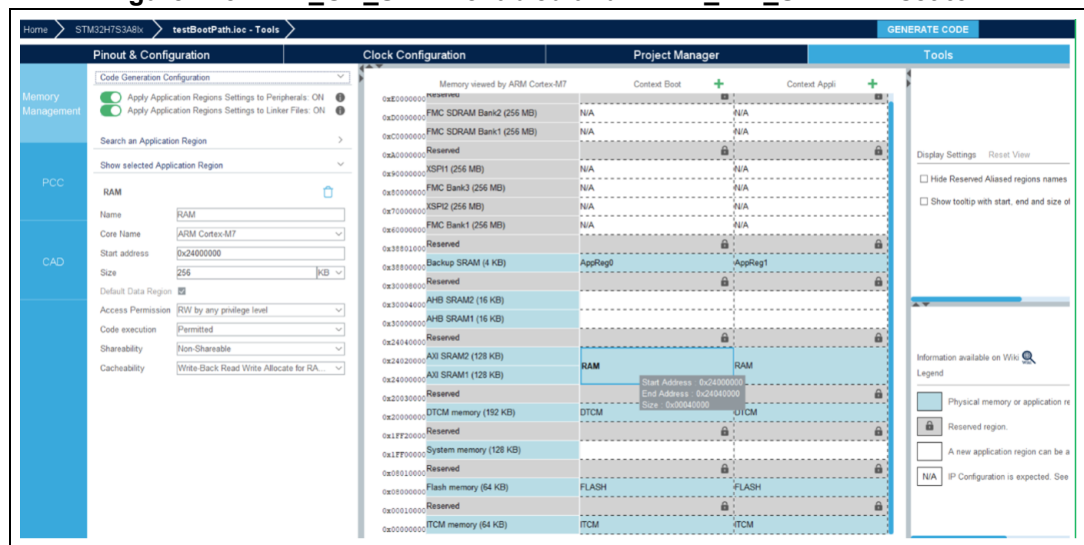 Home STM32H7S3A8Ix testBootPath.ioc - Tools GENERATE CODE
Pinout & Configuration Clock Configuration Project Manager Tools
Memory Management
PCC
CAD
Code Generation Configuration
Apply Application Regions Settings to Peripherals: ON
Apply Application Regions Settings to Linker Files: ON
Search an Application Region
Show selected Application Region
RAM
Name RAM
Core Name ARM Cortex-M7
Start address 0x24000000
Size 256 KB
Default Data Region
Access Permission RW by any privilege level
Code execution Permitted
Shareability Non-Shareable
Cacheability Write-Back Read Write Allocate for RA...
Memory viewed by ARM Cortex-M7 Context Boot + Context Appli +
0xE0000000 Reserved
0xD0000000 FMC SDRAM Bank2 (256 MB) N/A N/A
0xC0000000 FMC SDRAM Bank1 (256 MB) N/A N/A
0xA0000000 Reserved
0x90000000 XSPI1 (256 MB) N/A N/A
0x80000000 FMC Bank3 (256 MB) N/A N/A
0x70000000 XSPI2 (256 MB) N/A N/A
0x60000000 FMC Bank1 (256 MB) N/A N/A
0x38801000 Reserved
0x38800000 Backup SRAM (4 KB) AppReg0 AppReg1
0x30008000 Reserved
0x30004000 AHB SRAM2 (16 KB)
0x30000000 AHB SRAM1 (16 KB)
0x24040000 Reserved
0x24020000 AXI SRAM2 (128 KB)
RAM RAM
0x24000000 AXI SRAM1 (128 KB)
Start Address : 0x24000000
End Address : 0x24040000
Size : 0x00040000
0x20030000 Reserved
0x20000000 DTCM memory (192 KB) DTCM DTCM
0x1FF20000 Reserved
0x1FF00000 System memory (128 KB)
0x08010000 Reserved
0x08000000 Flash memory (64 KB) FLASH FLASH
0x00010000 Reserved
0x00000000 ITCM memory (64 KB) ITCM ITCM
Display Settings Reset View
Hide Reserved Aliased regions names
Show tooltip with start, end and size of
Information available on Wiki
Legend
Physical memory or application re
Reserved region.
A new application region can be a
N/A IP Configuration is expected. See